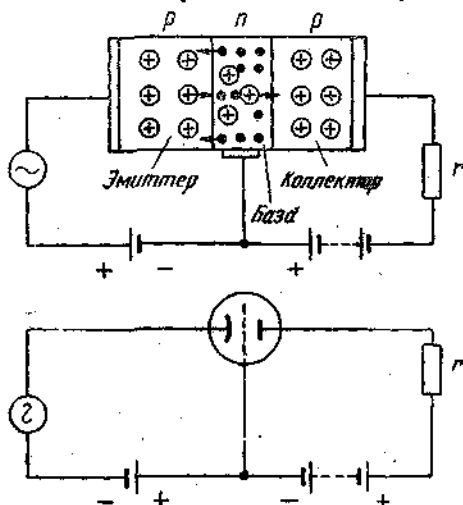 p n p
Эмиттер Коллектор
База
r
+ - +
r
- + - +